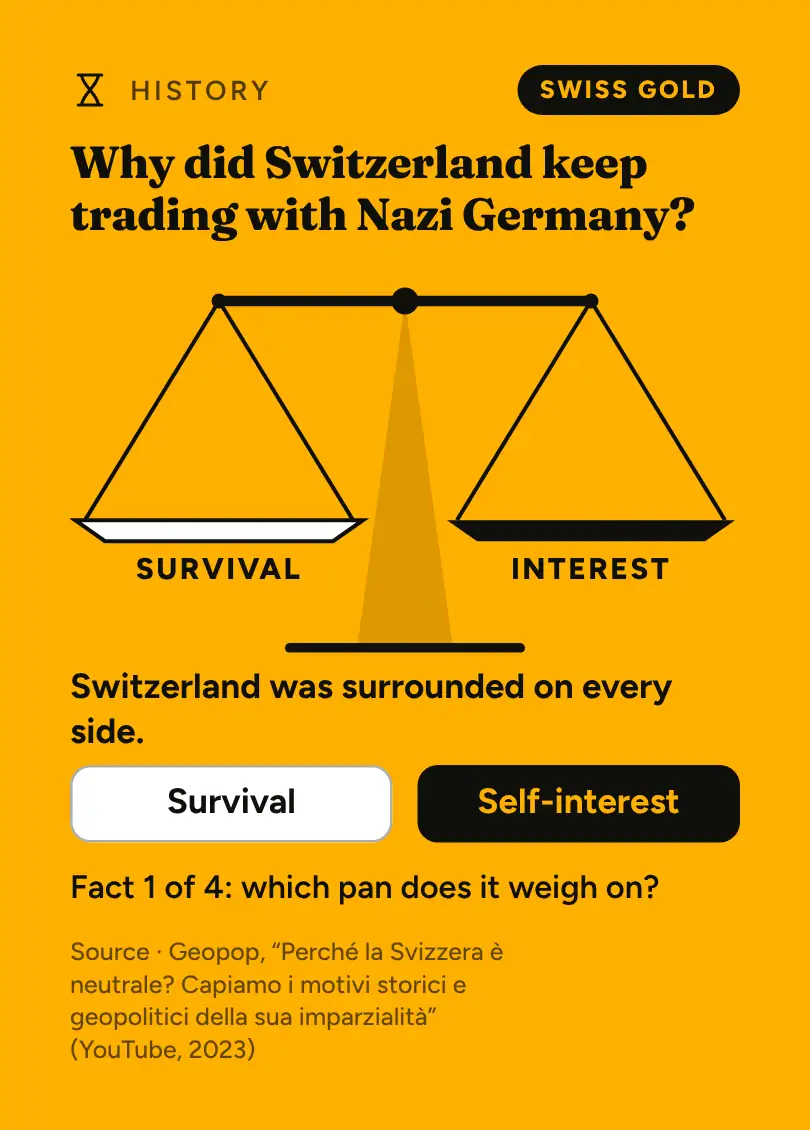 HISTORY
SWISS GOLD
Why did Switzerland keep
trading with Nazi Germany?
SURVIVAL
INTEREST
Switzerland was surrounded on every
side.
Survival
Self-interest
Fact 1 of 4: which pan does it weigh on?
Source · Geopop, “Perché la Svizzera è
neutrale? Capiamo i motivi storici e
geopolitici della sua imparzialità”
(YouTube, 2023)